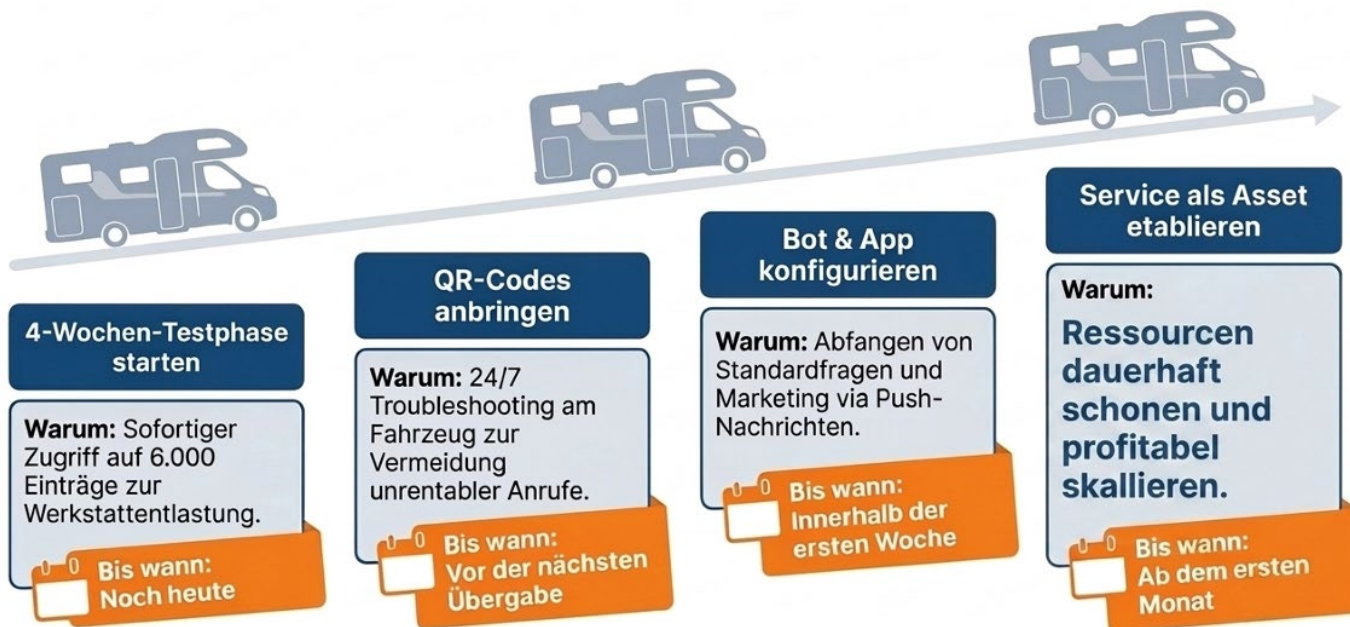 4-Wochen-Testphase
starten
Warum: Sofortiger
Zugriff auf 6.000
Einträge zur
Werkstattentlastung.
Bis wann:
Noch heute
QR-Codes
anbringen
Warum: 24/7
Troubleshooting am
Fahrzeug zur
Vermeidung
unrentabler Anrufe.
Bis wann:
Vor der nächsten
Übergabe
Bot & App
konfigurieren
Warum: Abfangen von
Standardfragen und
Marketing via Push-
Nachrichten.
Bis wann:
Innerhalb der
ersten Woche
Service als Asset
etablieren
Warum:
Ressourcen
dauerhaft
schonen und
profitabel
skallieren.
Bis wann:
Ab dem ersten
Monat